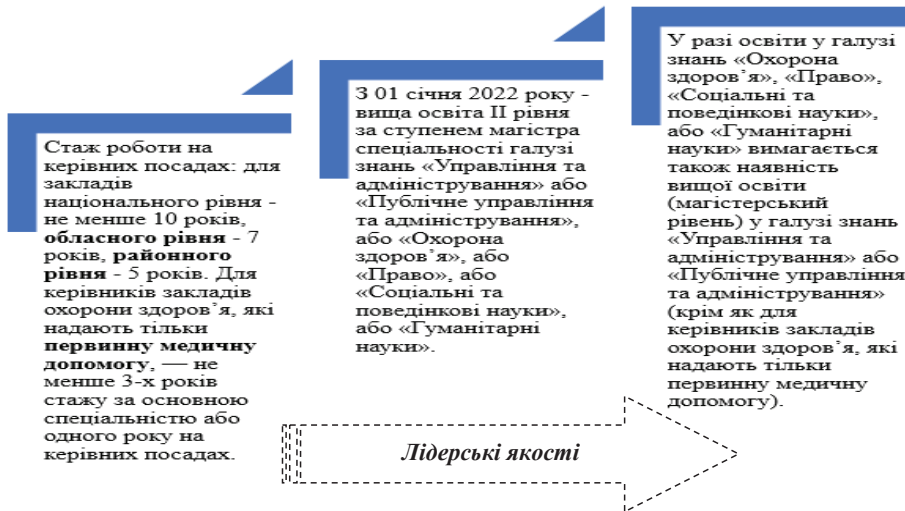 Стаж роботи на
керівних посадах: для
закладів
національного рівня -
не менше 10 років,
обласного рівня - 7
років, районного
рівня - 5 років. Для
керівників закладів
охорони здоров᾽я, які
надають тільки
первинну медичну
допомогу, — не
менше 3-х років
стажу за основною
спеціальністю або
одного року на
керівних посадах.
З 01 січня 2022 року -
вища освіта ІІ рівня
за ступенем магістра
спеціальності галузі
знань «Управління та
адміністрування» або
«Публічне управління
та адміністрування»,
або «Охорона
здоров᾽я», або
«Право», або
«Соціальні та
поведінкові науки»,
або «Гуманітарні
науки».
У разі освіти у галузі
знань «Охорона
здоров᾽я», «Право»,
«Соціальні та
поведінкові науки»,
або «Гуманітарні
науки» вимагається
також наявність
вищої освіти
(магістерський
рівень) у галузі знань
«Управління та
адміністрування» або
«Публічне управління
та адміністрування»
(крім як для
керівників закладів
охорони здоров᾽я, які
надають тільки
первинну медичну
допомогу).
Лідерські якості